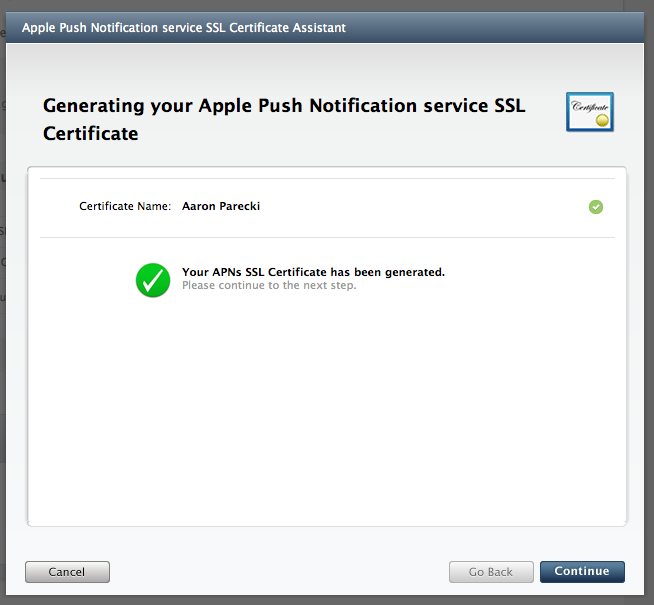 Apple Push Notification service SSL Certificate Assistant
Generating your Apple Push Notification service SSL
Certificate
Certificate
Certificate Name: Aaron Parecki
Your APNs SSL Certificate has been generated.
Please continue to the next step.
Cancel
Go Back
Continue